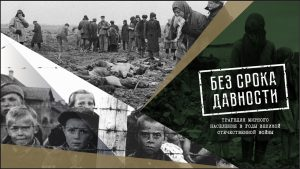 БЕЗ СРОКА
ДАВНОСТИ
ТРАГЕДИЯ МИРНОГО
НАСЕЛЕНИЯ В ГОДЫ ВЕЛИКОЙ
ОТЕЧЕСТВЕННОЙ ВОЙНЫ